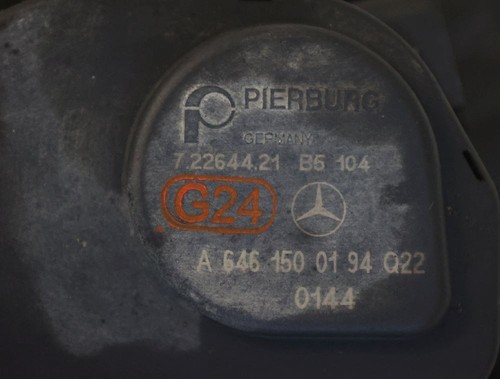 PIERBURG
GERMANY
7.22644.21 B5 104
G24
A 646 150 01 94 Q22
0144